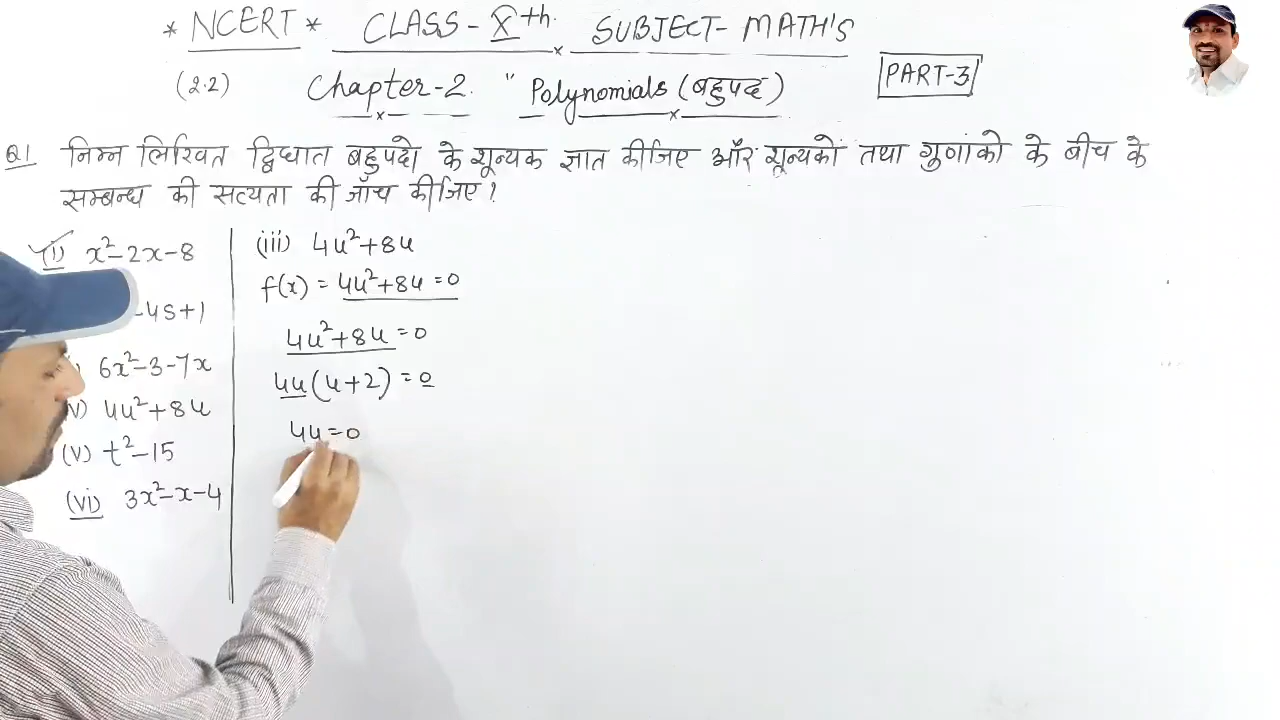 * NCERT * CLASS - Xth. SUBJECT - MATH'S
(2.2) Chapter-2. " Polynomials (बहुपद) PART-3
Q1 निम्न लिखित द्विघात बहुपदो के शून्यक ज्ञात कीजिए और शून्यकों तथा गुणांको के बीच के
सम्बन्ध की सत्यता की जाँच कीजिए?
(i) x²-2x-8
-4s+1
6x²-3-7x
4u²+8u
(v) t²-15
(vi) 3x²-x-4
(iii) 4u²+8u
f(x) = 4u²+8u=0
4u²+8u=0
4u(u+2)=0
4u=0